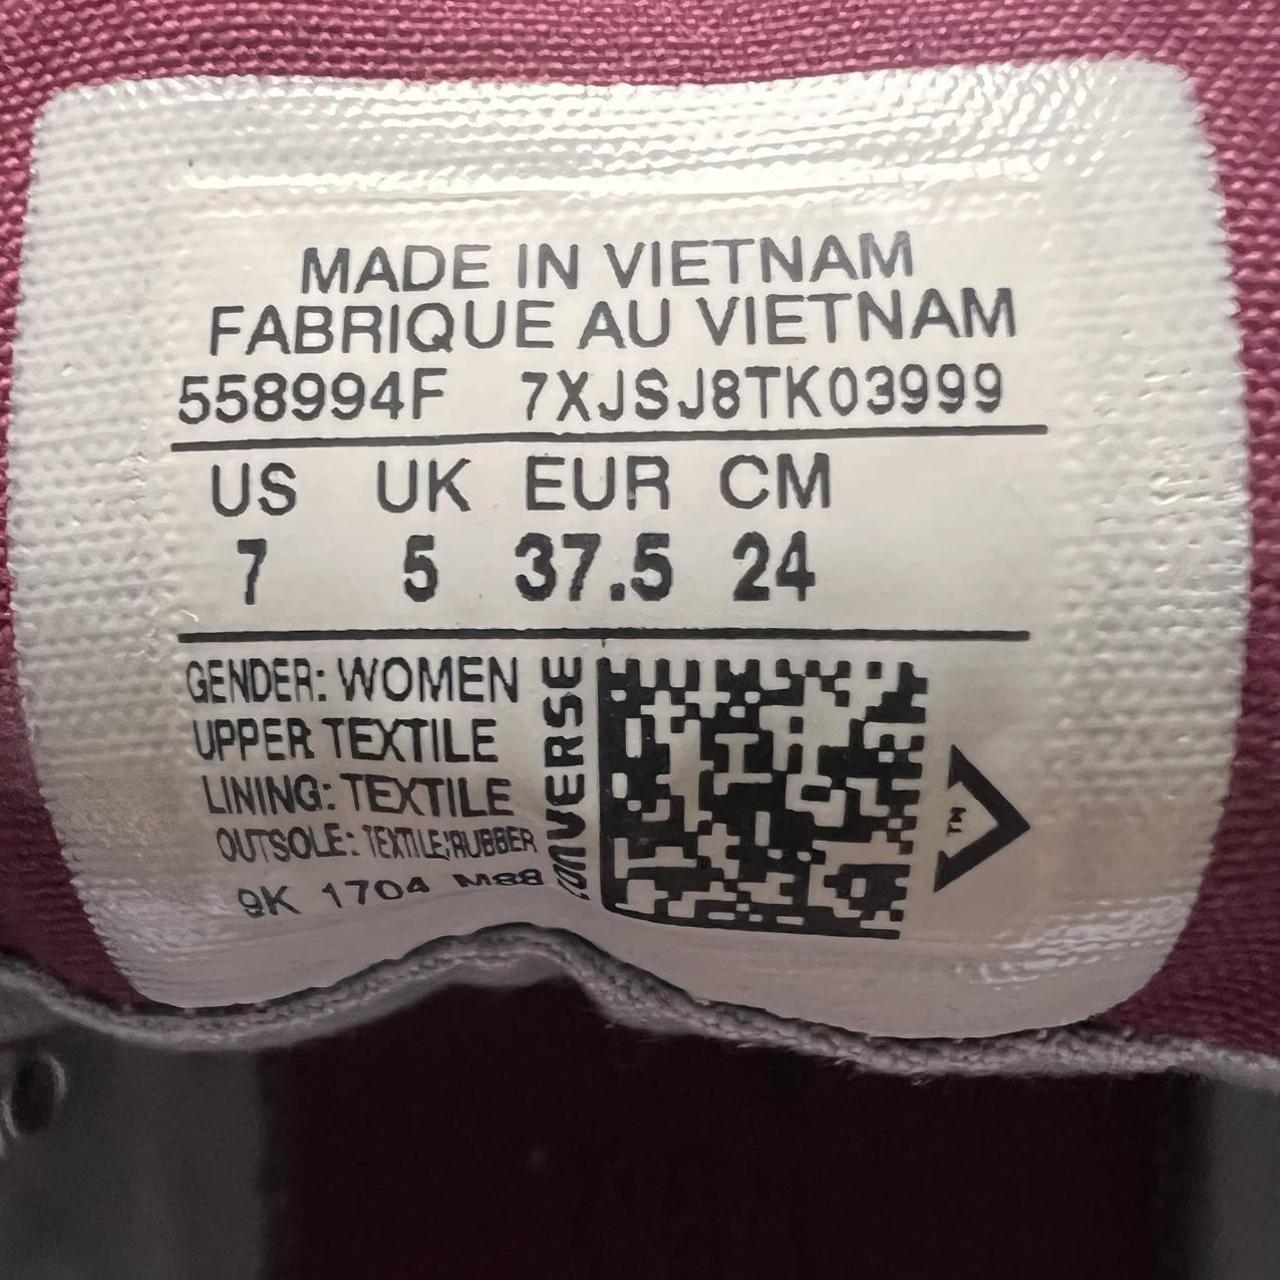 MADE IN VIETNAM
FABRIQUE AU VIETNAM
558994F 7XJSJ8TK03999
US UK EUR CM
7 5 37.5 24
GENDER: WOMEN
UPPER TEXTILE
LINING: TEXTILE
OUTSOLE: TEXTILE;RUBBER
9K 1704 M88
CONVERSE
TM